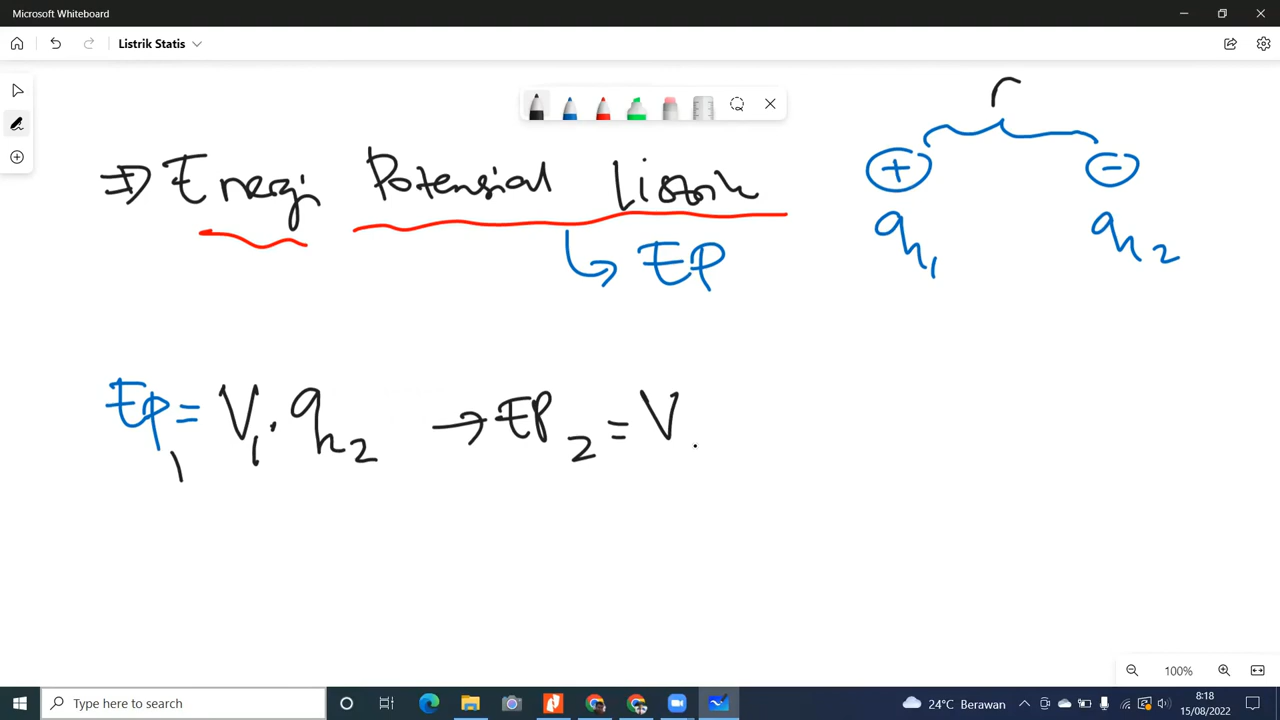 Microsoft Whiteboard
Listrik Statis
r
⇒ Energi Potensial Listrik
+ −
q1 q2
↳ EP
Ep1 = V1 . q2 → EP2 = V.
100%
Type here to search
24°C Berawan
8:18
15/08/2022